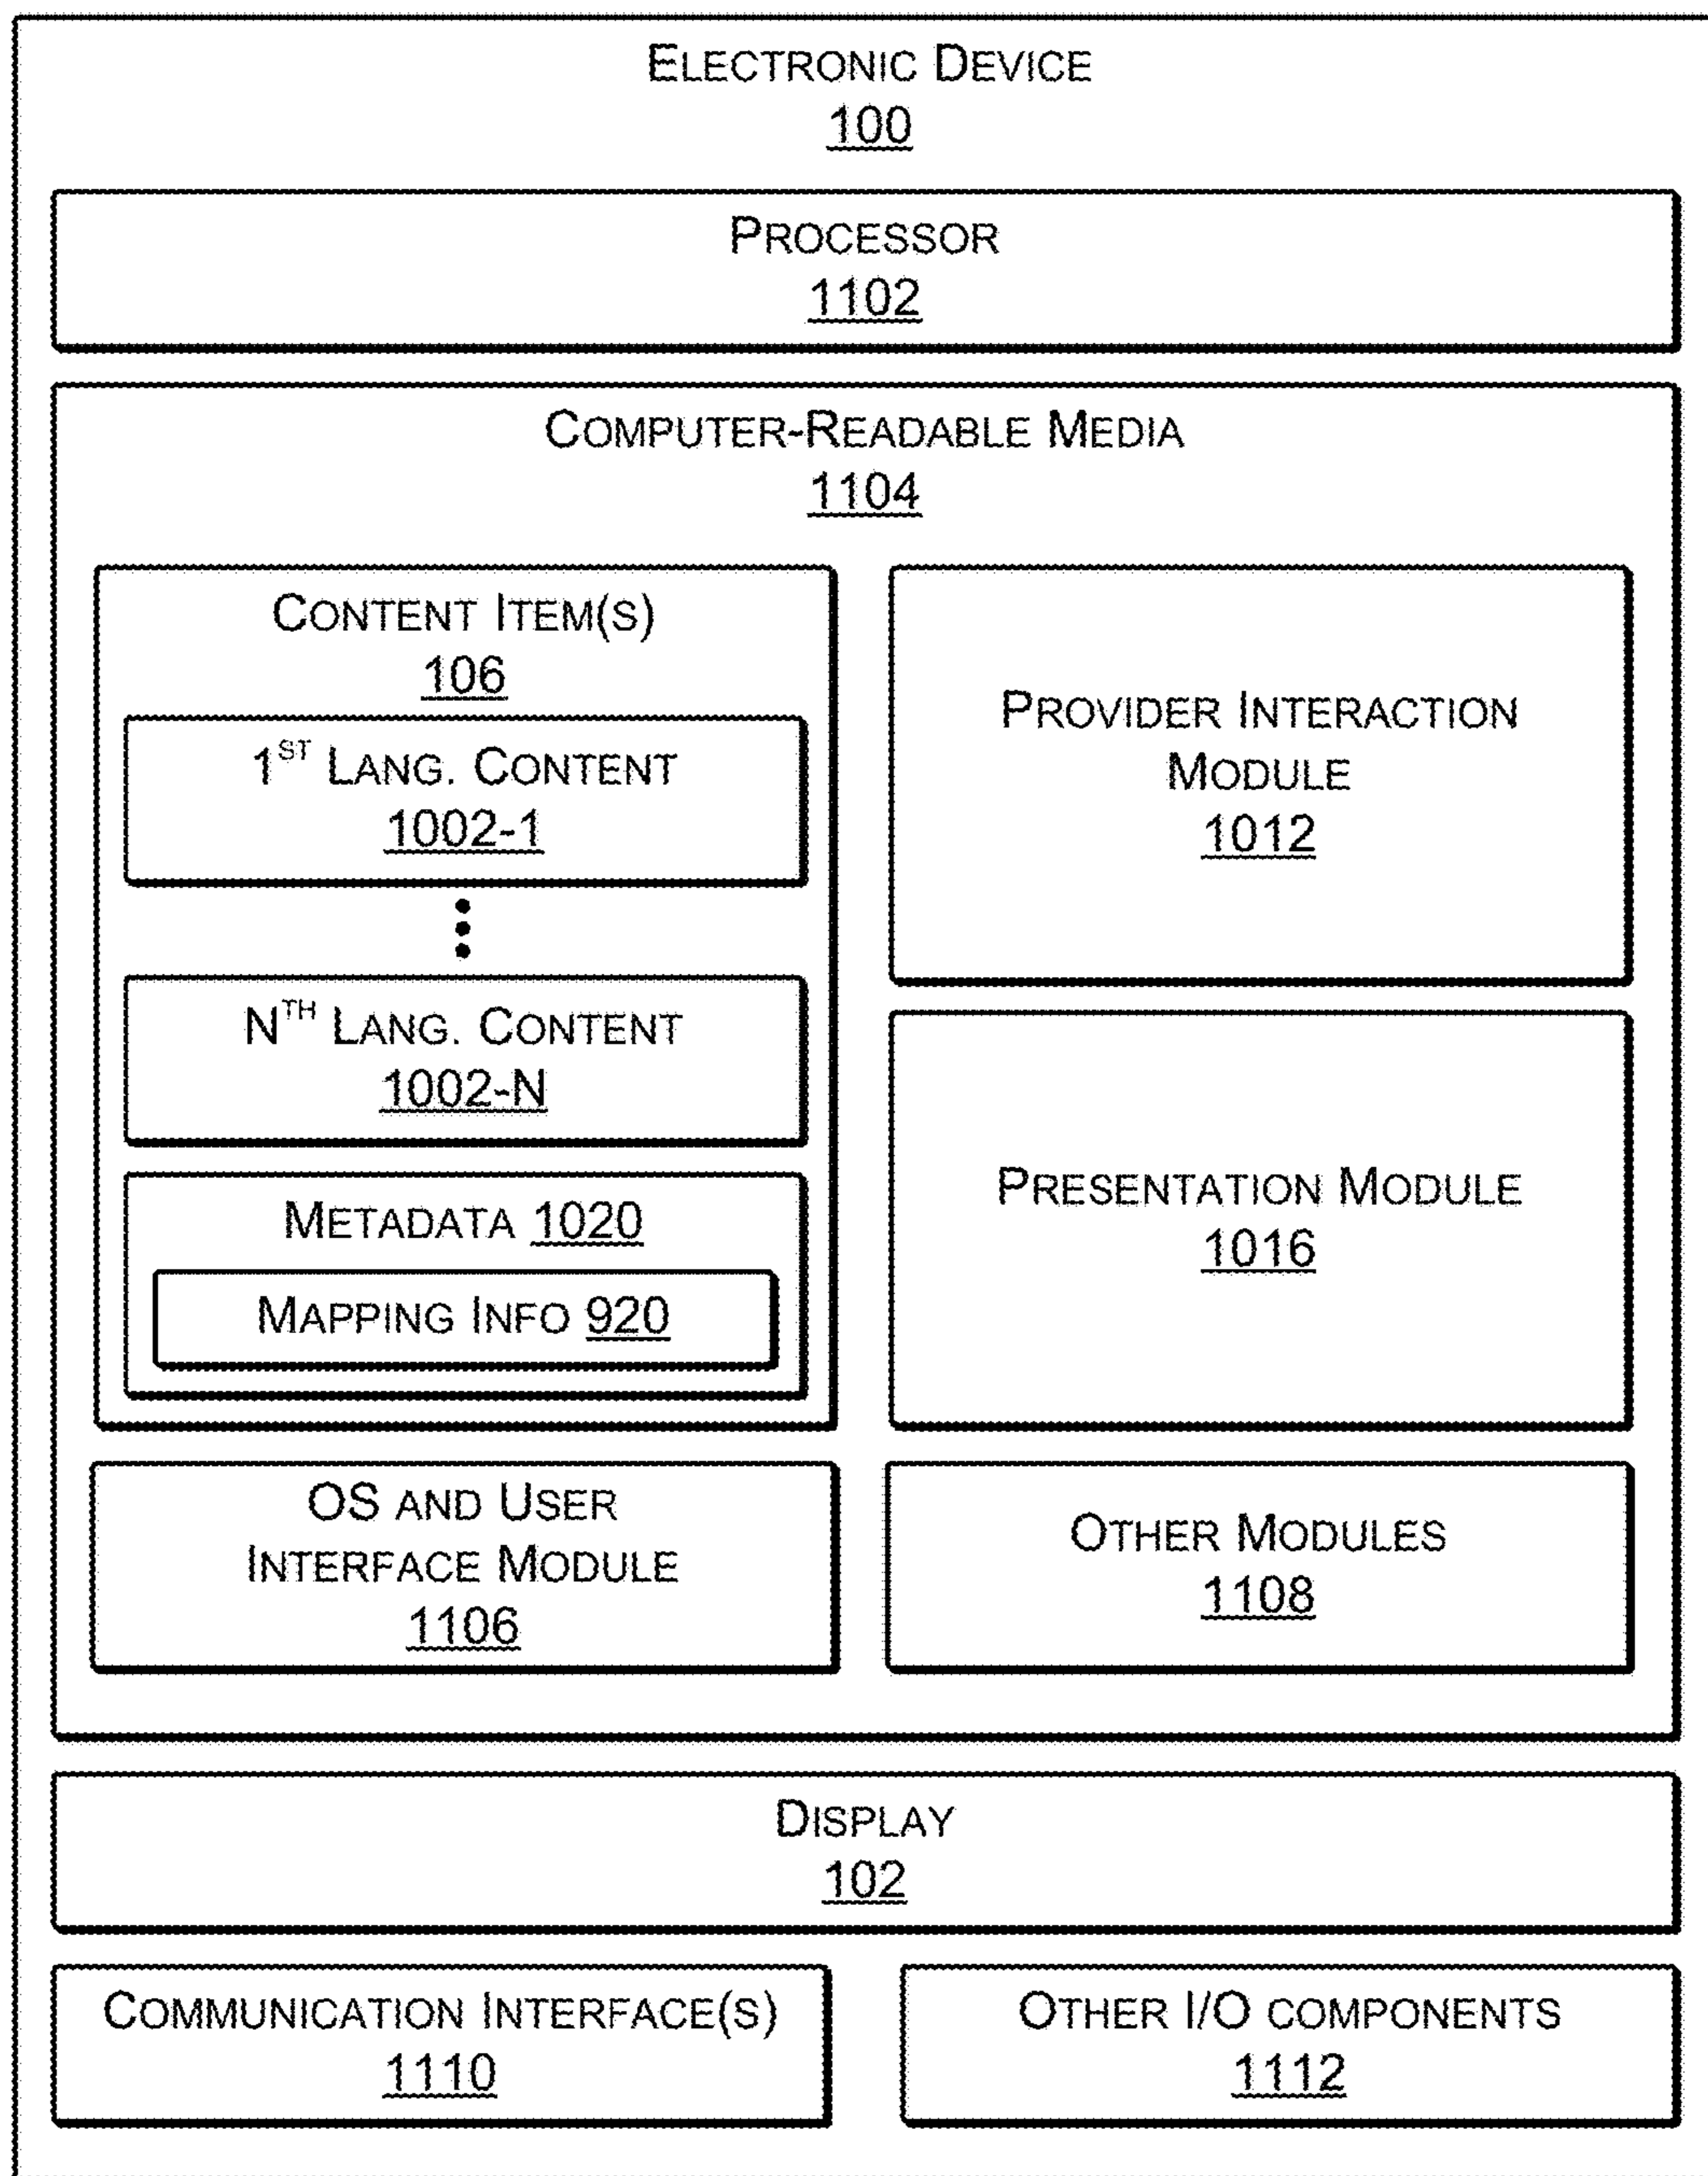 ELECTRONIC DEVICE
100
PROCESSOR
1102
COMPUTER-READABLE MEDIA
1104
CONTENT ITEM(S)
106
1ST LANG. CONTENT
1002-1
NTH LANG. CONTENT
1002-N
METADATA 1020
MAPPING INFO 920
PROVIDER INTERACTION
MODULE
1012
PRESENTATION MODULE
1016
OS AND USER
INTERFACE MODULE
1106
OTHER MODULES
1108
DISPLAY
102
COMMUNICATION INTERFACE(S)
1110
OTHER I/O COMPONENTS
1112